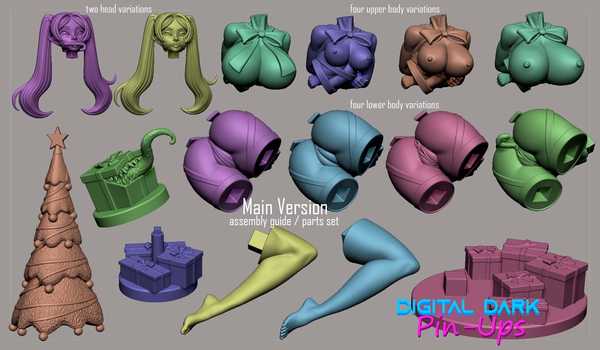 two head variations
four upper body variations
four lower body variations
Main Version
assembly guide / parts set
DIGITAL DARK
Pin-Ups